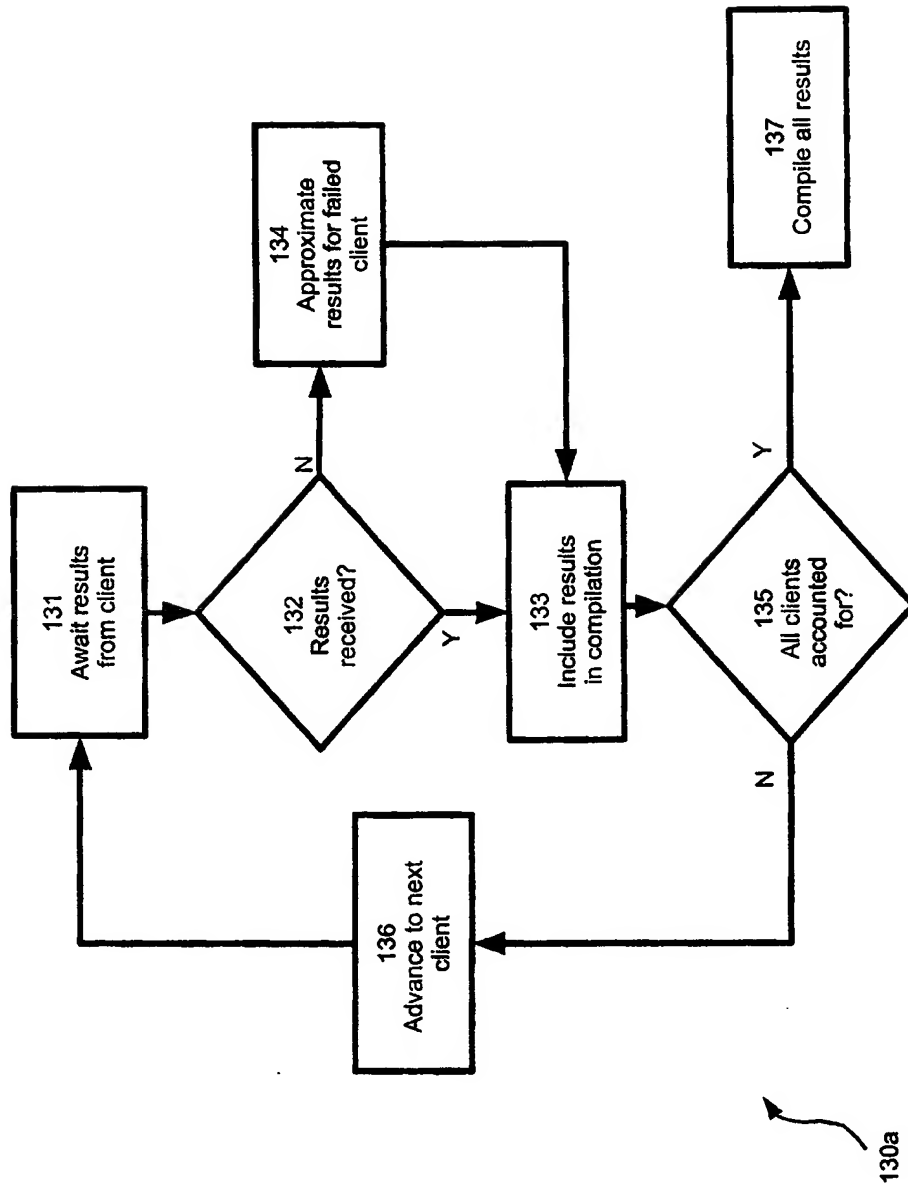 131
Await results
from client
132
Results
received?
N
Y
134
Approximate
results for failed
client
133
Include results
in compilation
135
All clients
accounted
for?
N
Y
136
Advance to next
client
137
Compile all results
130a